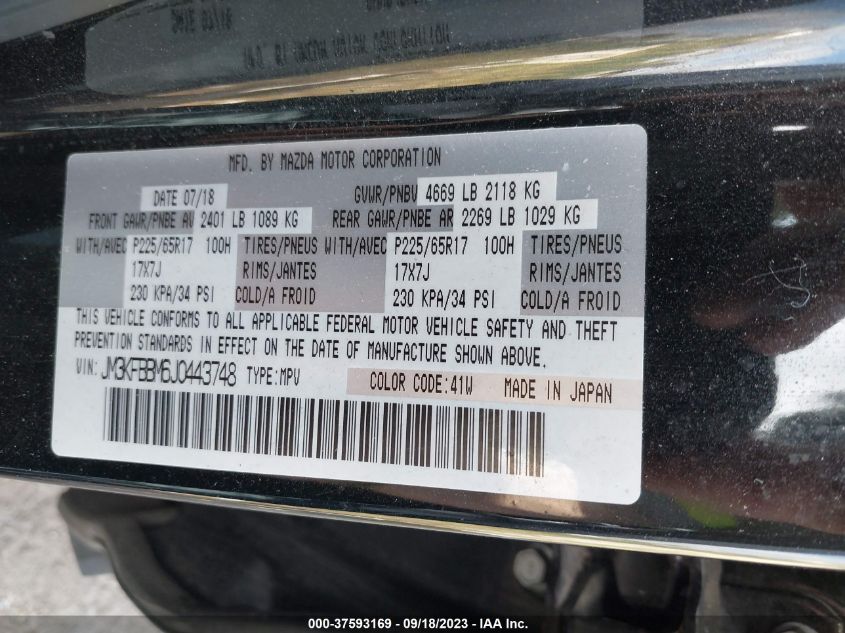 MFD. BY MAZDA MOTOR CORPORATION
DATE 07/18 GVWR/PNBV 4669 LB 2118 KG
FRONT GAWR/PNBE AV 2401 LB 1089 KG REAR GAWR/PNBE AR 2269 LB 1029 KG
WITH/AVEC P225/65R17 100H TIRES/PNEUS WITH/AVEC P225/65R17 100H TIRES/PNEUS
17X7J RIMS/JANTES 17X7J RIMS/JANTES
230 KPA/34 PSI COLD/A FROID 230 KPA/34 PSI COLD/A FROID
THIS VEHICLE CONFORMS TO ALL APPLICABLE FEDERAL MOTOR VEHICLE SAFETY AND THEFT
PREVENTION STANDARDS IN EFFECT ON THE DATE OF MANUFACTURE SHOWN ABOVE.
VIN: JM3KFBBM6J0443748 TYPE:MPV COLOR CODE:41W MADE IN JAPAN
000-37593169 - 09/18/2023 - IAA Inc.